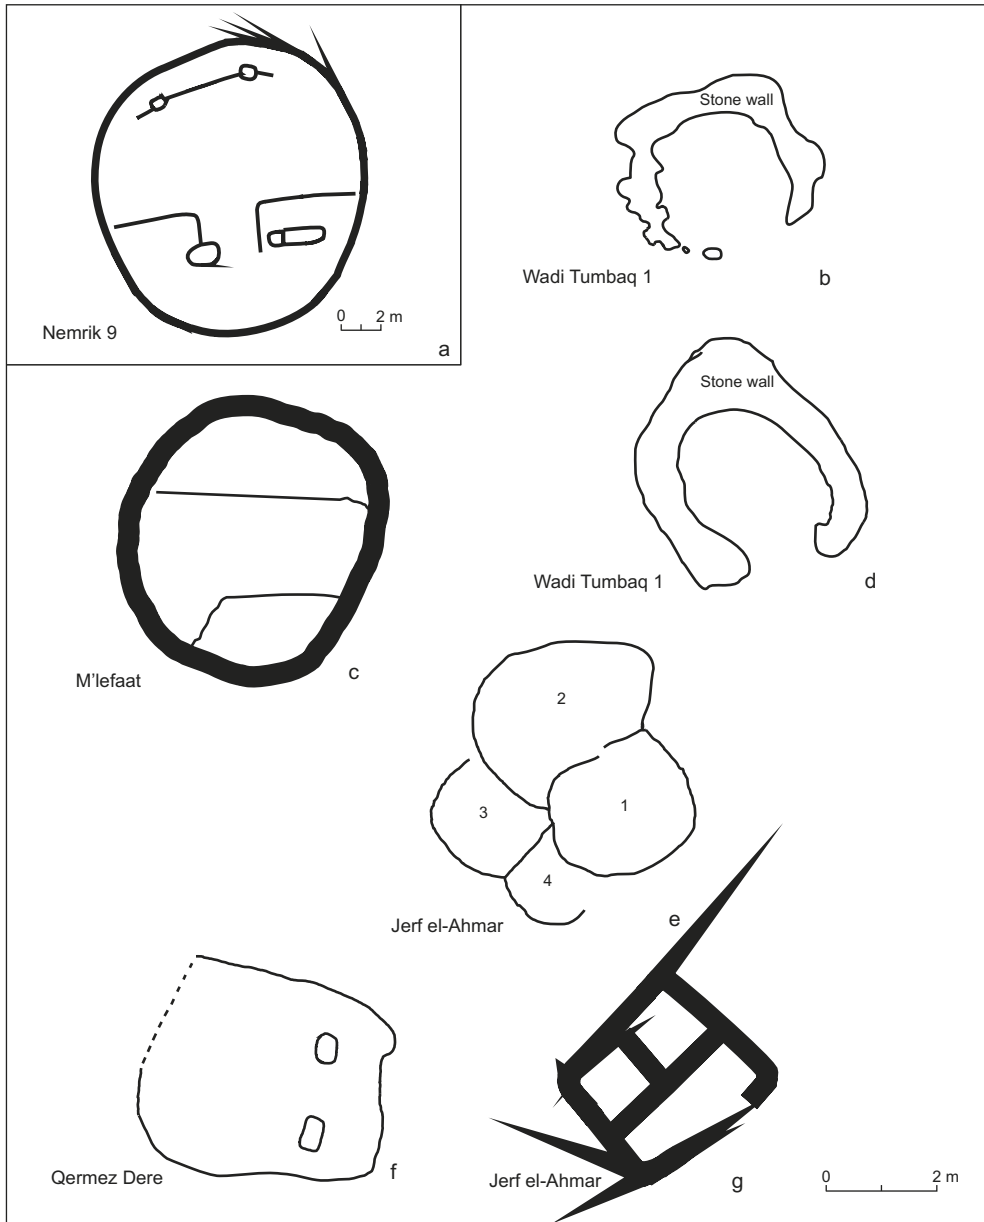 Nemrik 9
0 2 m
a
Stone wall
Wadi Tumbaq 1
b
M'lefaat
c
Stone wall
Wadi Tumbaq 1
d
2
3
1
4
Jerf el-Ahmar
e
Qermez Dere
f
Jerf el-Ahmar
g
0 2 m